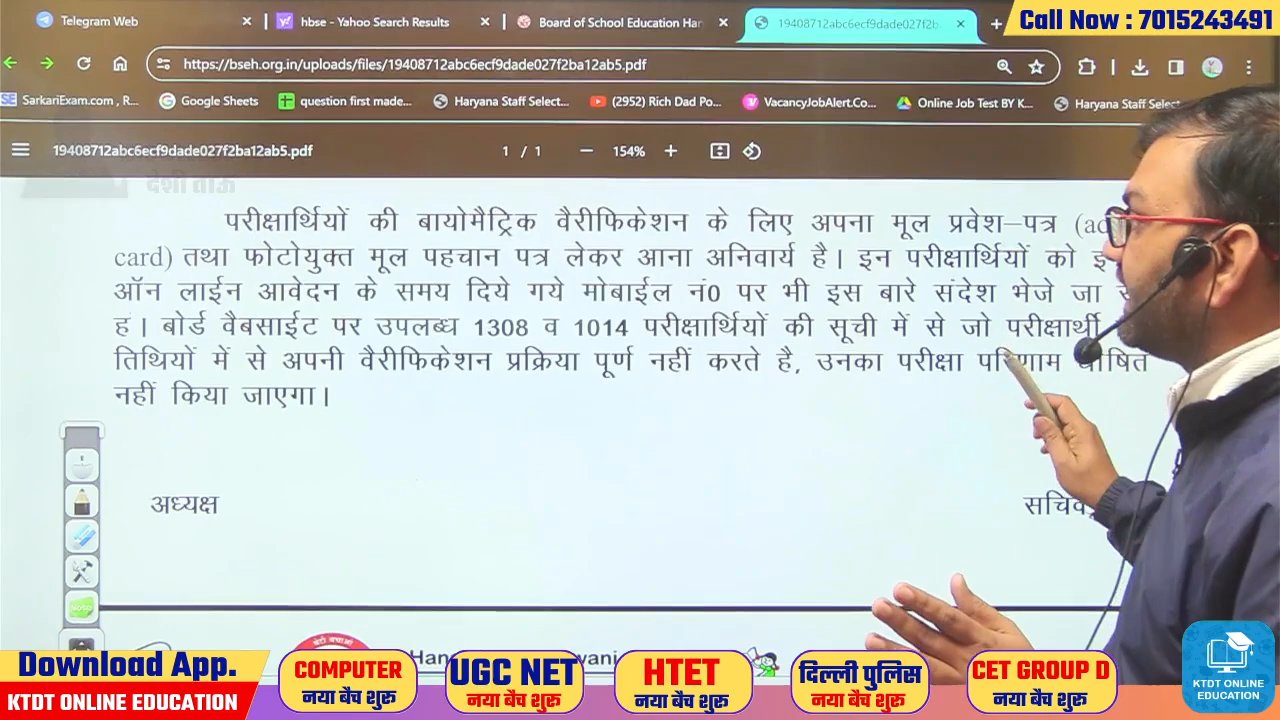 Telegram Web
hbse - Yahoo Search Results
Board of School Education Har
19408712abc6ecf9dade027f2b
Call Now : 7015243491
https://bseh.org.in/uploads/files/19408712abc6ecf9dade027f2ba12ab5.pdf
SarkariExam.com , R...
Google Sheets
question first made...
Haryana Staff Select...
(2952) Rich Dad Po...
VacancyJobAlert.Co...
Online Job Test BY K...
Haryana Staff Select
19408712abc6ecf9dade027f2ba12ab5.pdf
1 / 1
154%
देशी ताऊ
परीक्षार्थियों की बायोमैट्रिक वैरीफिकेशन के लिए अपना मूल प्रवेश–पत्र
card) तथा फोटोयुक्त मूल पहचान पत्र लेकर आना अनिवार्य है। इन परीक्षार्थियों को
ऑन लाईन आवेदन के समय दिये गये मोबाईल नं0 पर भी इस बारे संदेश भेजे जा
ह। बोर्ड वैबसाईट पर उपलब्ध 1308 व 1014 परीक्षार्थियों की सूची में से जो परीक्षार्थी
तिथियों में से अपनी वैरीफिकेशन प्रक्रिया पूर्ण नहीं करते है, उनका परीक्षा परिणाम घोषित
नहीं किया जाएगा।
अध्यक्ष
सचिव
Download App.
KTDT ONLINE EDUCATION
COMPUTER
नया बैच शुरू
UGC NET
नया बैच शुरू
HTET
नया बैच शुरू
दिल्ली पुलिस
नया बैच शुरू
CET GROUP D
नया बैच शुरू
KTDT ONLINE
EDUCATION